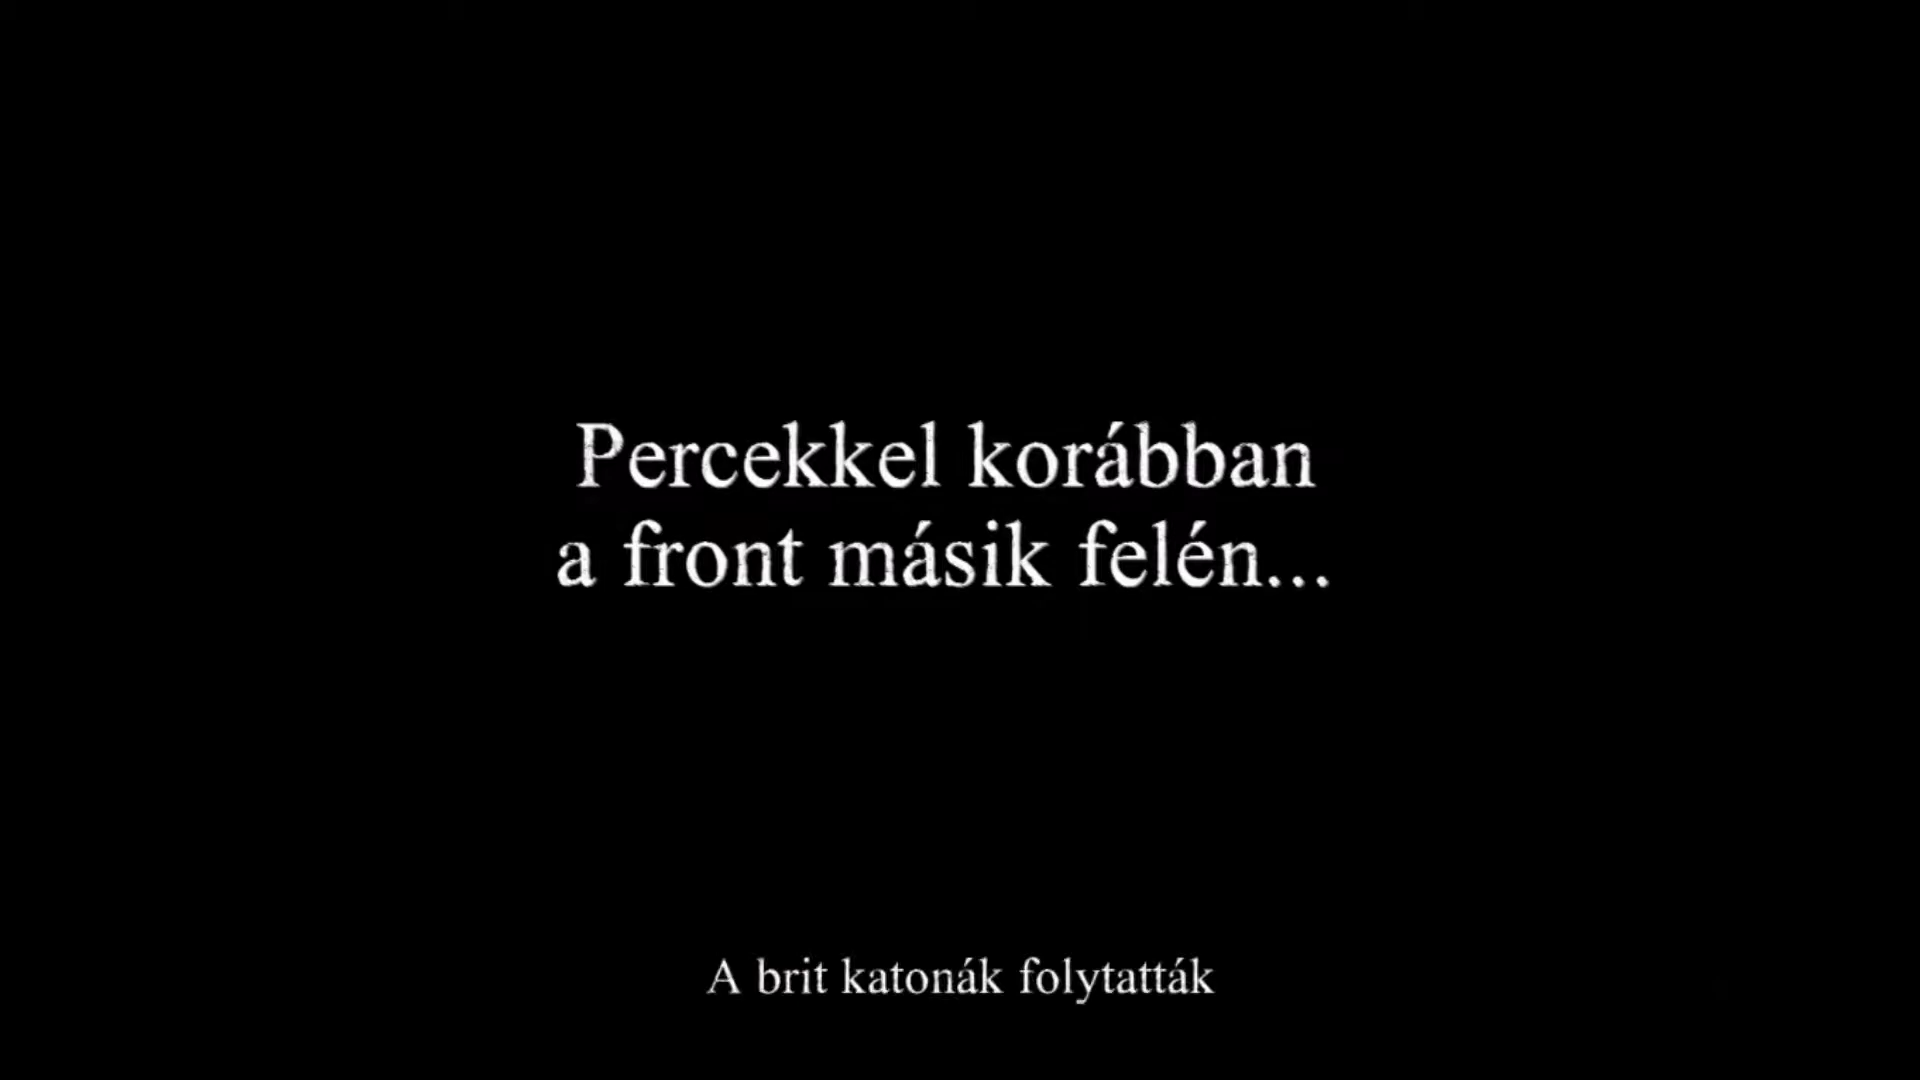 Percekkel korábban
a front másik felén...
A brit katonák folytatták